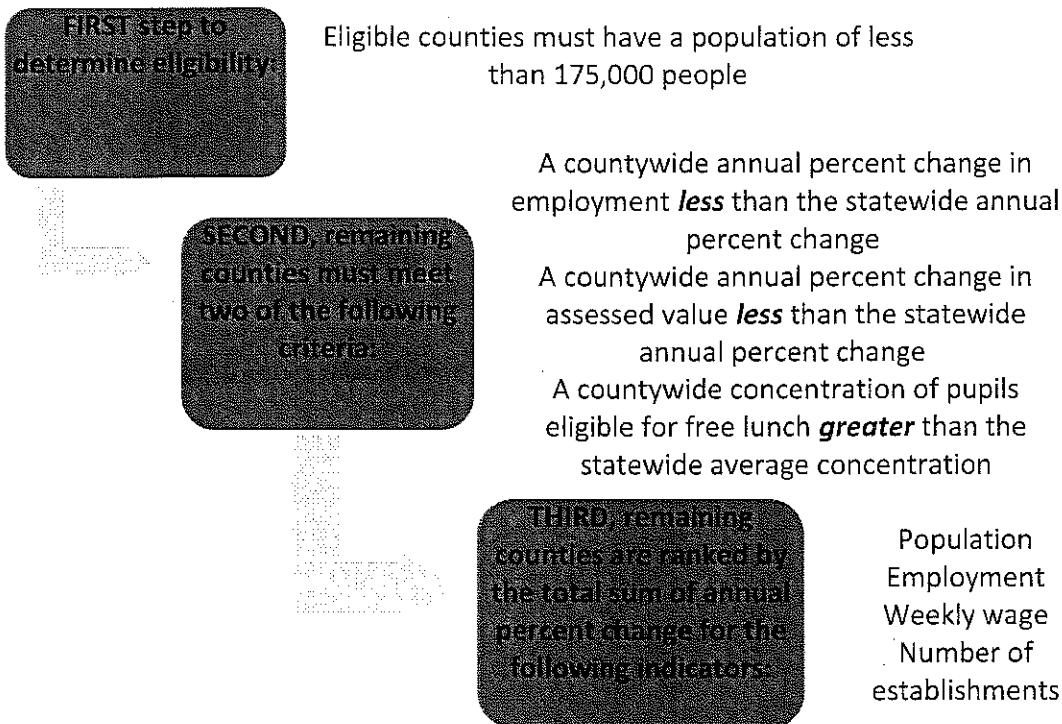 FIRST step to
determine eligibility:
Eligible counties must have a population of less
than 175,000 people
SECOND, remaining
counties must meet
two of the following
criteria:
A countywide annual percent change in
employment less than the statewide annual
percent change
A countywide annual percent change in
assessed value less than the statewide
annual percent change
A countywide concentration of pupils
eligible for free lunch greater than the
statewide average concentration
THIRD, remaining
counties are ranked by
the total sum of annual
percent change for the
following indicators:
Population
Employment
Weekly wage
Number of
establishments